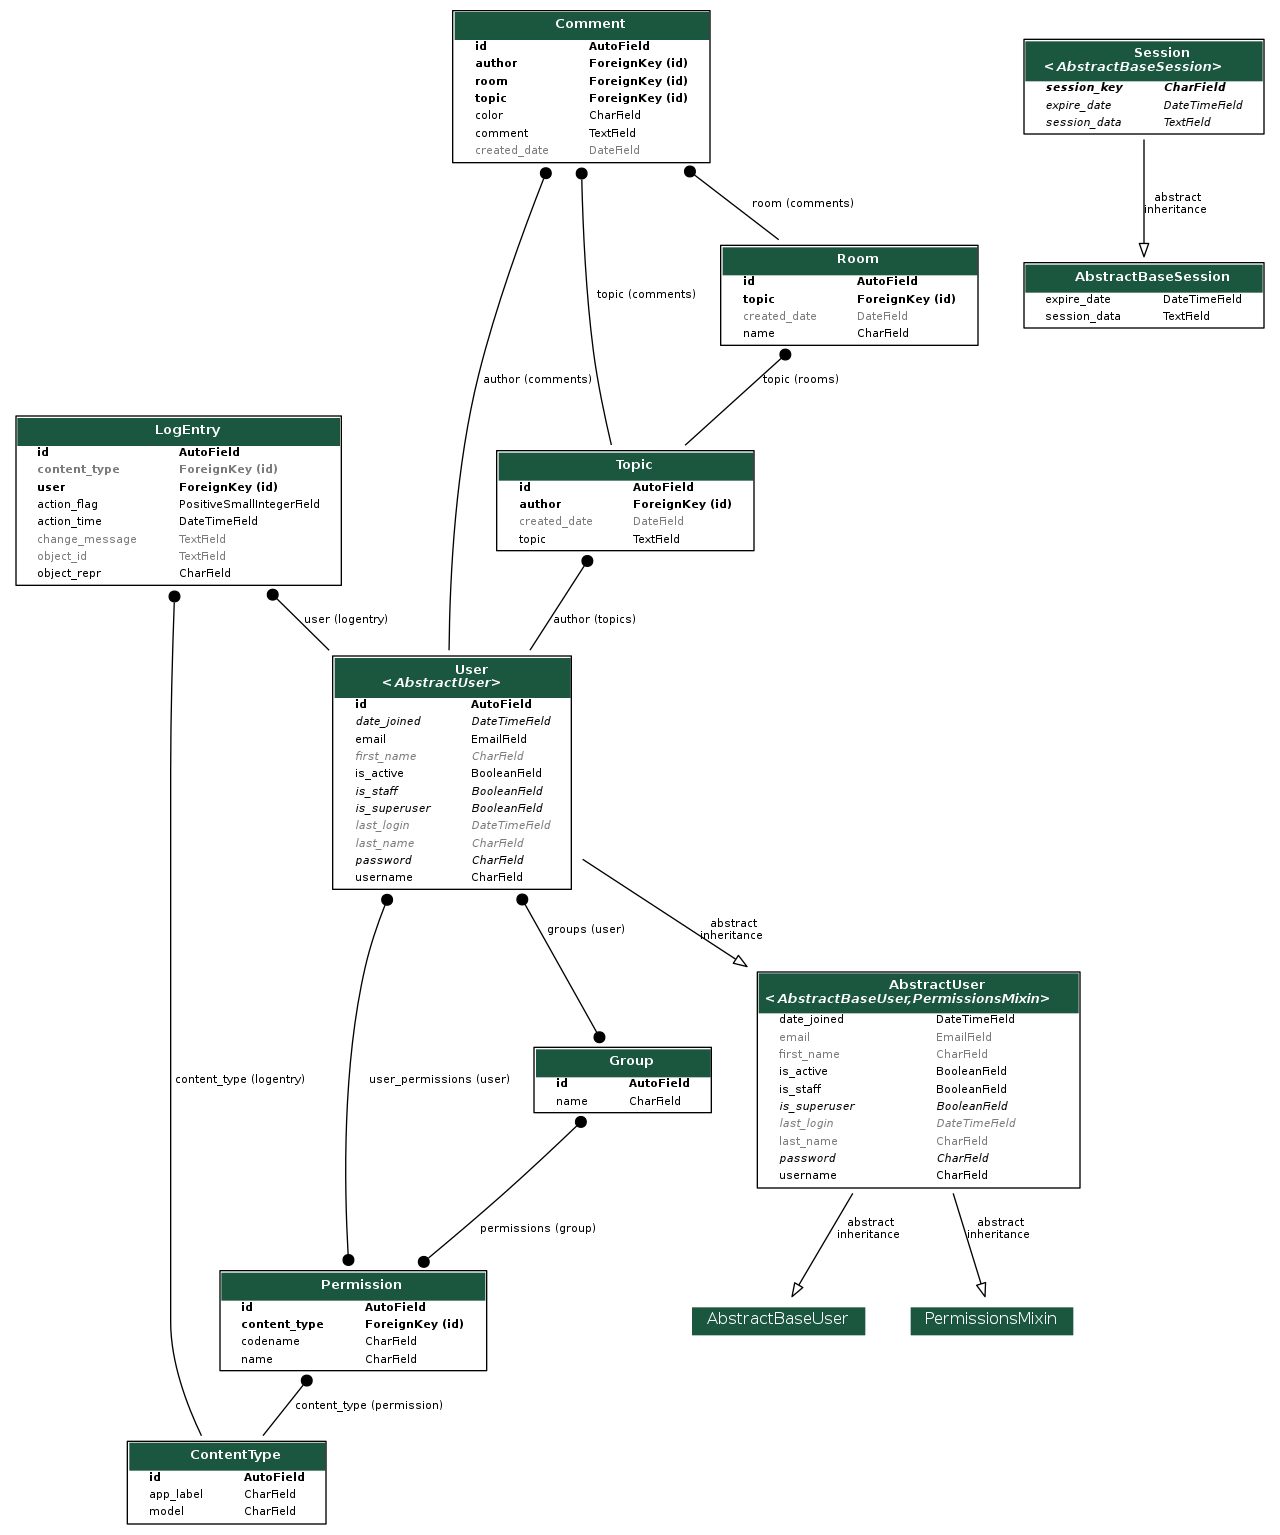 Comment
id AutoField
author ForeignKey (id)
room ForeignKey (id)
topic ForeignKey (id)
color CharField
comment TextField
created_date DateField
Session
<AbstractBaseSession>
session_key CharField
expire_date DateTimeField
session_data TextField
abstract
inheritance
room (comments)
Room
id AutoField
topic ForeignKey (id)
created_date DateField
name CharField
AbstractBaseSession
expire_date DateTimeField
session_data TextField
topic (comments)
author (comments)
topic (rooms)
LogEntry
id AutoField
content_type ForeignKey (id)
user ForeignKey (id)
action_flag PositiveSmallIntegerField
action_time DateTimeField
change_message TextField
object_id TextField
object_repr CharField
Topic
id AutoField
author ForeignKey (id)
created_date DateField
topic TextField
user (logentry)
author (topics)
User
<AbstractUser>
id AutoField
date_joined DateTimeField
email EmailField
first_name CharField
is_active BooleanField
is_staff BooleanField
is_superuser BooleanField
last_login DateTimeField
last_name CharField
password CharField
username CharField
groups (user)
abstract
inheritance
AbstractUser
<AbstractBaseUser,PermissionsMixin>
date_joined DateTimeField
email EmailField
first_name CharField
is_active BooleanField
is_staff BooleanField
is_superuser BooleanField
last_login DateTimeField
last_name CharField
password CharField
username CharField
content_type (logentry)
user_permissions (user)
Group
id AutoField
name CharField
permissions (group)
abstract
inheritance
abstract
inheritance
Permission
id AutoField
content_type ForeignKey (id)
codename CharField
name CharField
AbstractBaseUser
PermissionsMixin
content_type (permission)
ContentType
id AutoField
app_label CharField
model CharField